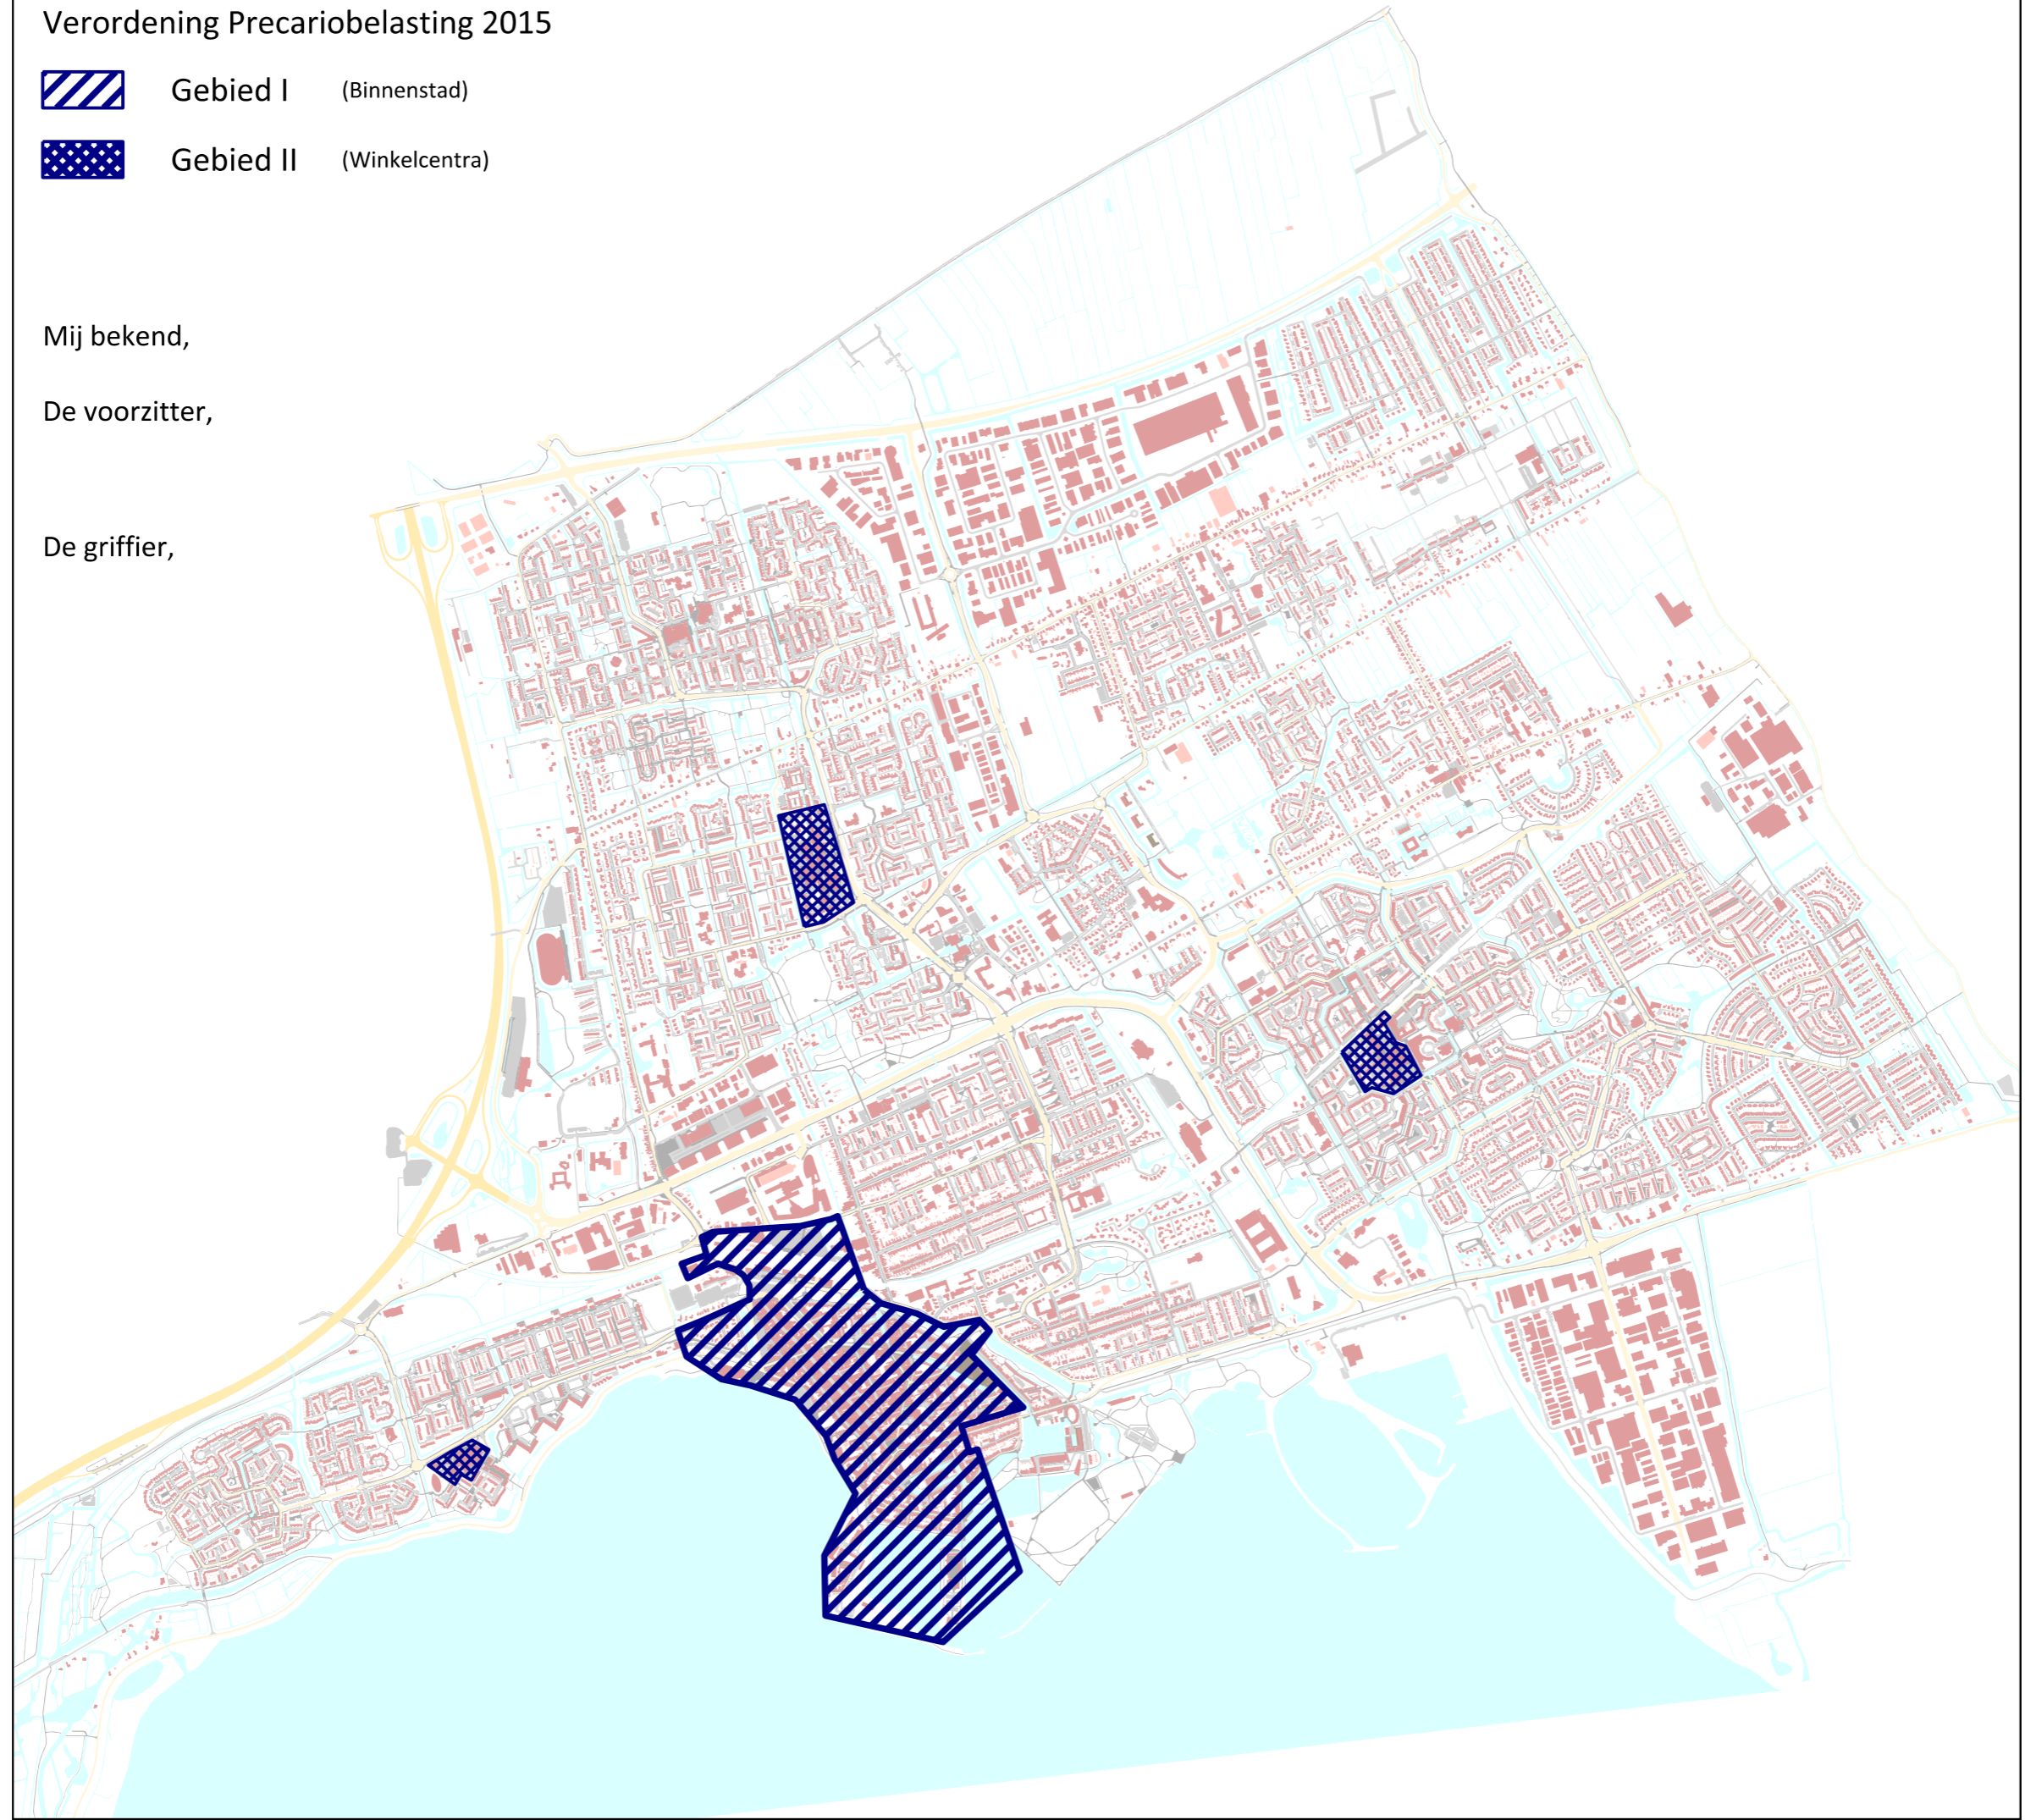 Verordening Precariobelasting 2015
Gebied I (Binnenstad)
Gebied II (Winkelcentra)
Mij bekend,
De voorzitter,
De griffier,